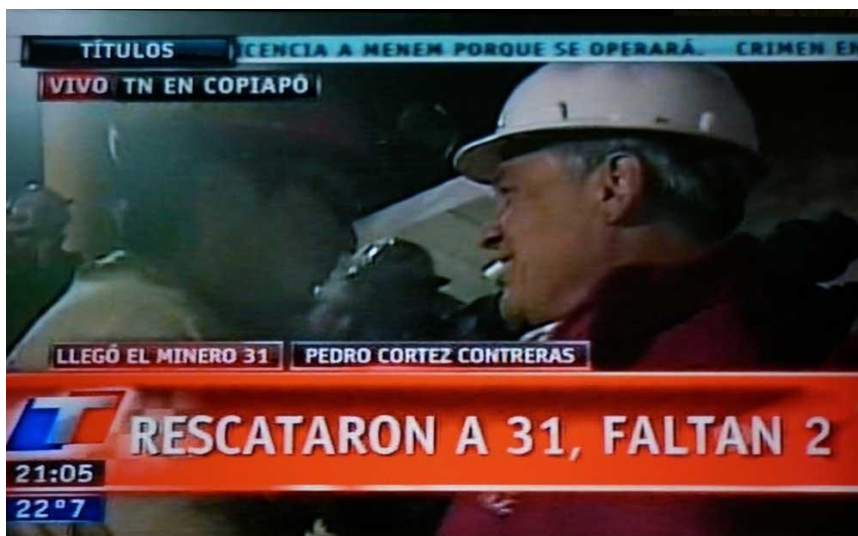 TÍTULOS
CENCIA A MENEM PORQUE SE OPERARÁ. CRIMEN EN
VIVO TN EN COPIAPÓ
LLEGÓ EL MINERO 31 PEDRO CORTEZ CONTRERAS
RESCATARON A 31, FALTAN 2
21:05
22°7